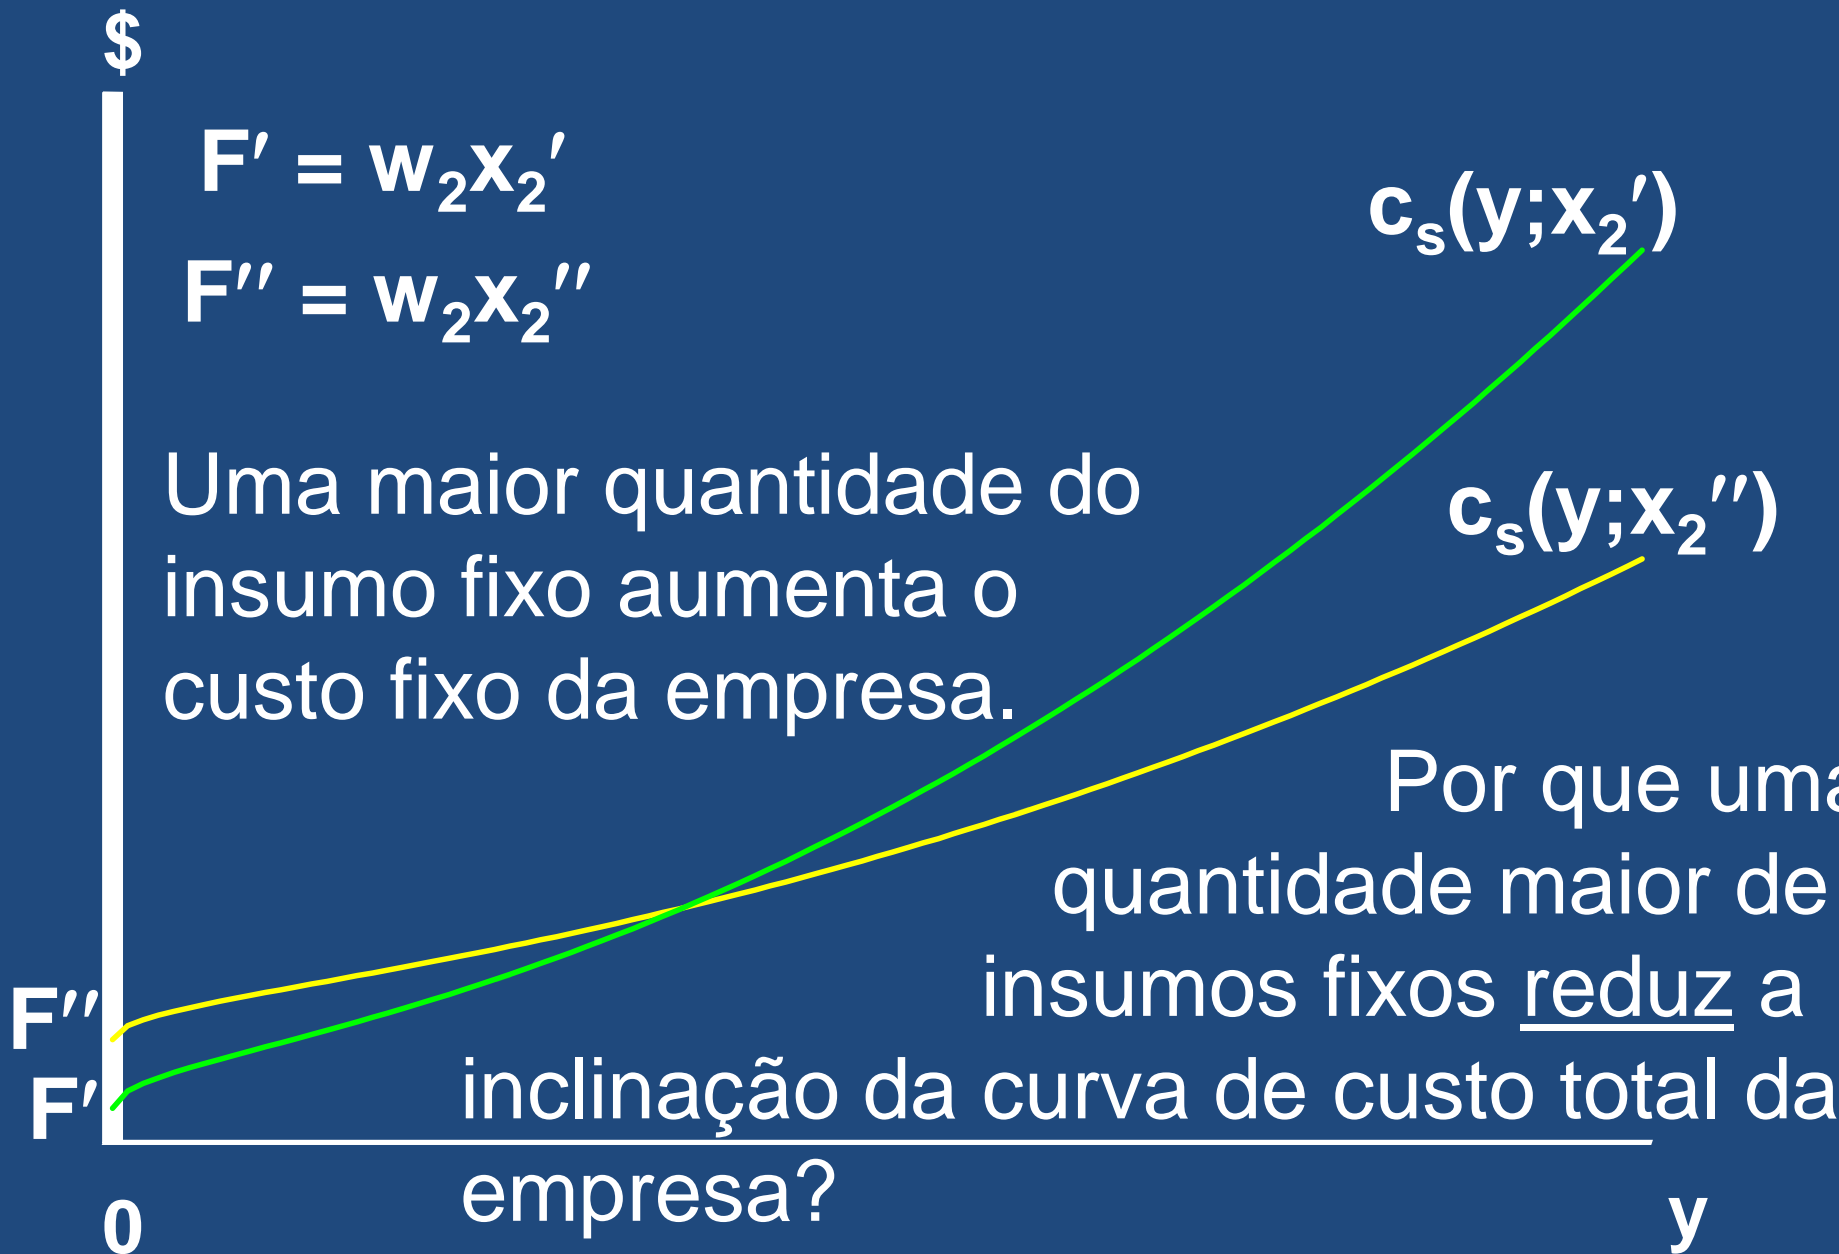 $
F′ = w₂x₂′
cₛ(y;x₂′)
F″ = w₂x₂″
Uma maior quantidade do
insumo fixo aumenta o
custo fixo da empresa.
cₛ(y;x₂″)
Por que uma
quantidade maior de
insumos fixos reduz a
inclinação da curva de custo total da
empresa?
F″
F′
0
y